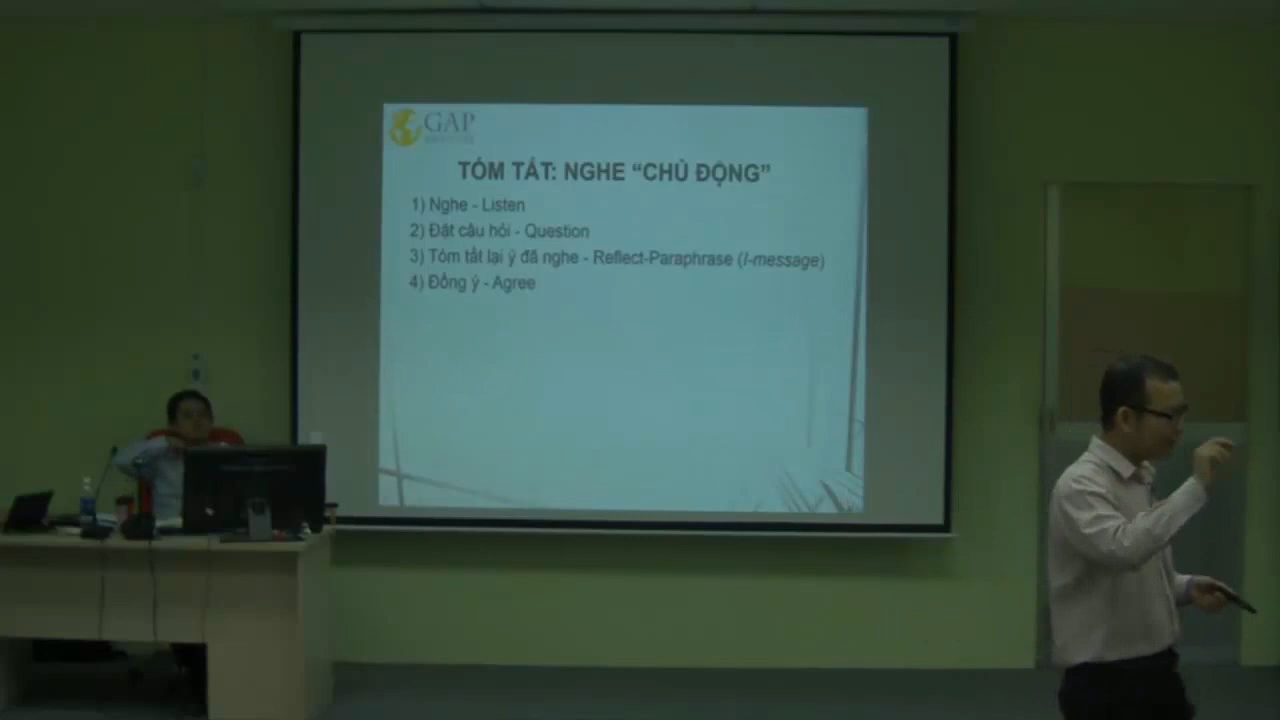 GAP
TÓM TẮT: NGHE “CHỦ ĐỘNG”
1) Nghe - Listen
2) Đặt câu hỏi - Question
3) Tóm tắt lại ý đã nghe - Reflect-Paraphrase (I-message)
4) Đồng ý - Agree